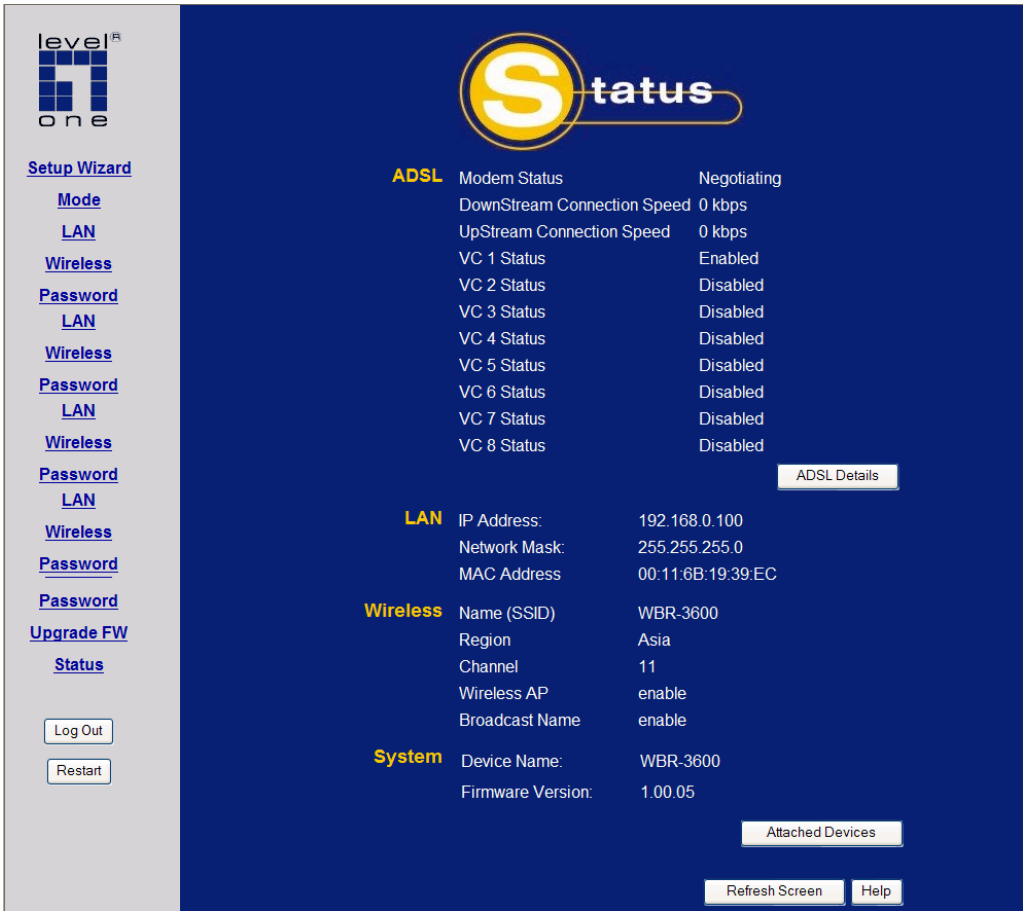 level®
one
Setup Wizard
Mode
LAN
Wireless
Password
LAN
Wireless
Password
LAN
Wireless
Password
LAN
Wireless
Password
Password
Upgrade FW
Status
Log Out
Restart
Status
ADSL Modem Status Negotiating
DownStream Connection Speed 0 kbps
UpStream Connection Speed 0 kbps
VC 1 Status Enabled
VC 2 Status Disabled
VC 3 Status Disabled
VC 4 Status Disabled
VC 5 Status Disabled
VC 6 Status Disabled
VC 7 Status Disabled
VC 8 Status Disabled
ADSL Details
LAN IP Address: 192.168.0.100
Network Mask: 255.255.255.0
MAC Address 00:11:6B:19:39:EC
Wireless Name (SSID) WBR-3600
Region Asia
Channel 11
Wireless AP enable
Broadcast Name enable
System Device Name: WBR-3600
Firmware Version: 1.00.05
Attached Devices
Refresh Screen Help